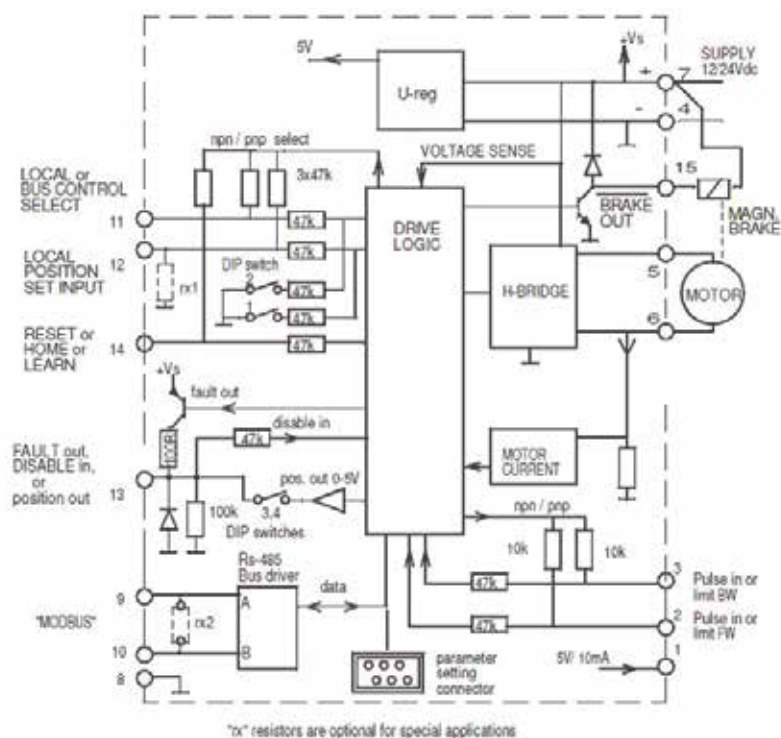 +Vs
SUPPLY
12/24Vdc
5V
U-reg
+
7
-
4
npn / pnp select
VOLTAGE SENSE
15
3x47k
LOCAL or
BUS CONTROL
SELECT
11
47k
DRIVE
LOGIC
BRAKE
OUT
MAGN.
BRAKE
12
47k
LOCAL
POSITION
SET INPUT
rx1
DIP switch
2
47k
1
47k
H-BRIDGE
5
MOTOR
6
RESET or
HOME or
LEARN
14
47k
+Vs
fault out
100R
disable in
47k
FAULT out,
DISABLE in,
or
position out
13
MOTOR
CURRENT
pos. out 0-5V
100k
3,4
DIP switches
npn / pnp
10k
10k
Rs-485
Bus driver
9
A
data
"MODBUS"
rx2
10
B
8
47k
3
Pulse in or
limit BW
47k
2
Pulse in or
limit FW
5V/ 10mA
1
parameter
setting
connector
"rx" resistors are optional for special applications